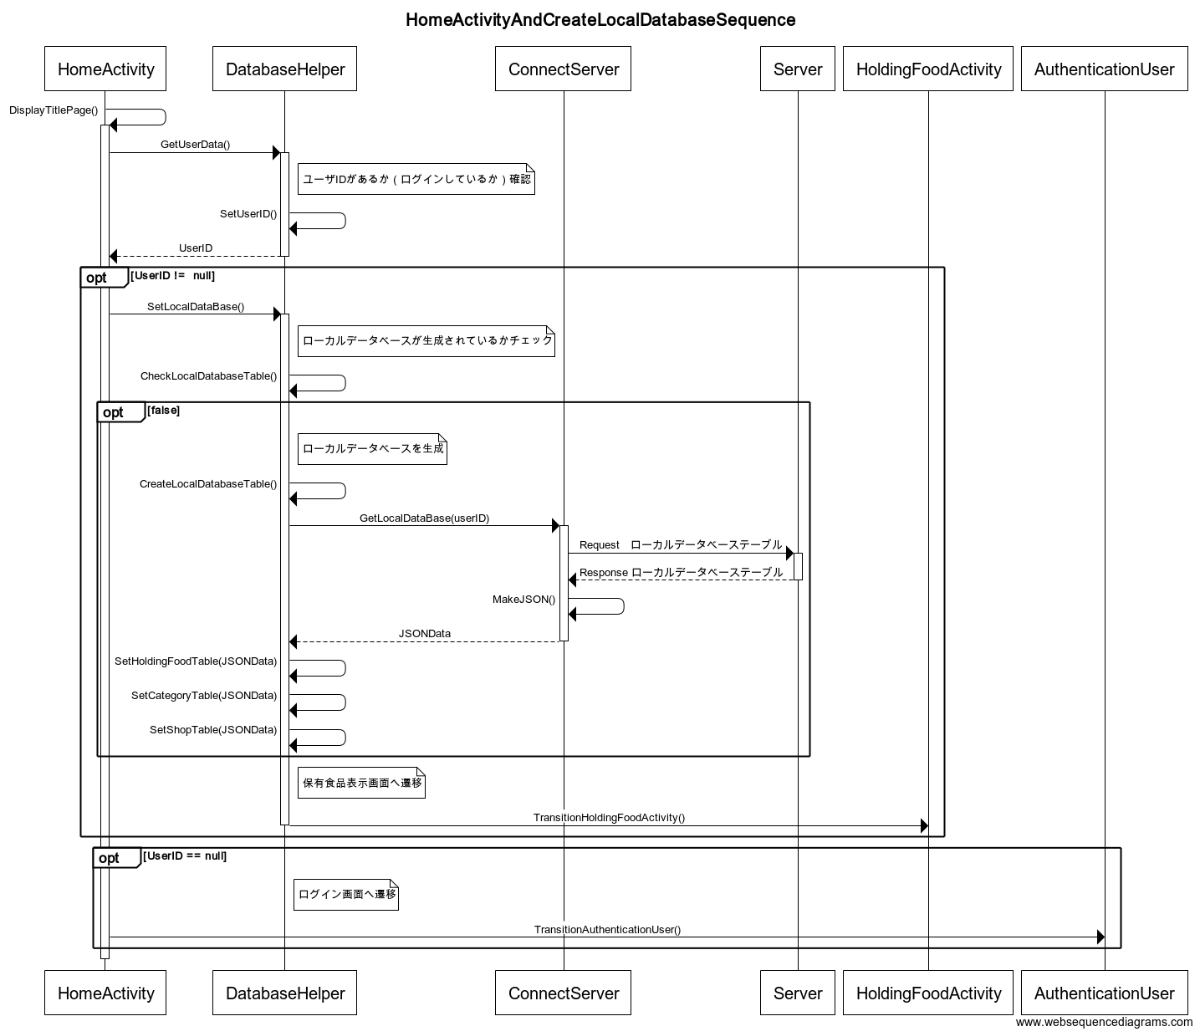 HomeActivityAndCreateLocalDatabaseSequence
HomeActivity
DatabaseHelper
ConnectServer
Server
HoldingFoodActivity
AuthenticationUser
DisplayTitlePage()
GetUserData()
ユーザIDがあるか（ログインしているか）確認
SetUserID()
UserID
opt
[UserID != null]
SetLocalDataBase()
ローカルデータベースが生成されているかチェック
CheckLocalDatabaseTable()
opt
[false]
ローカルデータベースを生成
CreateLocalDatabaseTable()
GetLocalDataBase(userID)
Request　ローカルデータベーステーブル
Response ローカルデータベーステーブル
MakeJSON()
JSONData
SetHoldingFoodTable(JSONData)
SetCategoryTable(JSONData)
SetShopTable(JSONData)
保有食品表示画面へ遷移
TransitionHoldingFoodActivity()
opt
[UserID == null]
ログイン画面へ遷移
TransitionAuthenticationUser()
HomeActivity
DatabaseHelper
ConnectServer
Server
HoldingFoodActivity
AuthenticationUser
www.websequencediagrams.com